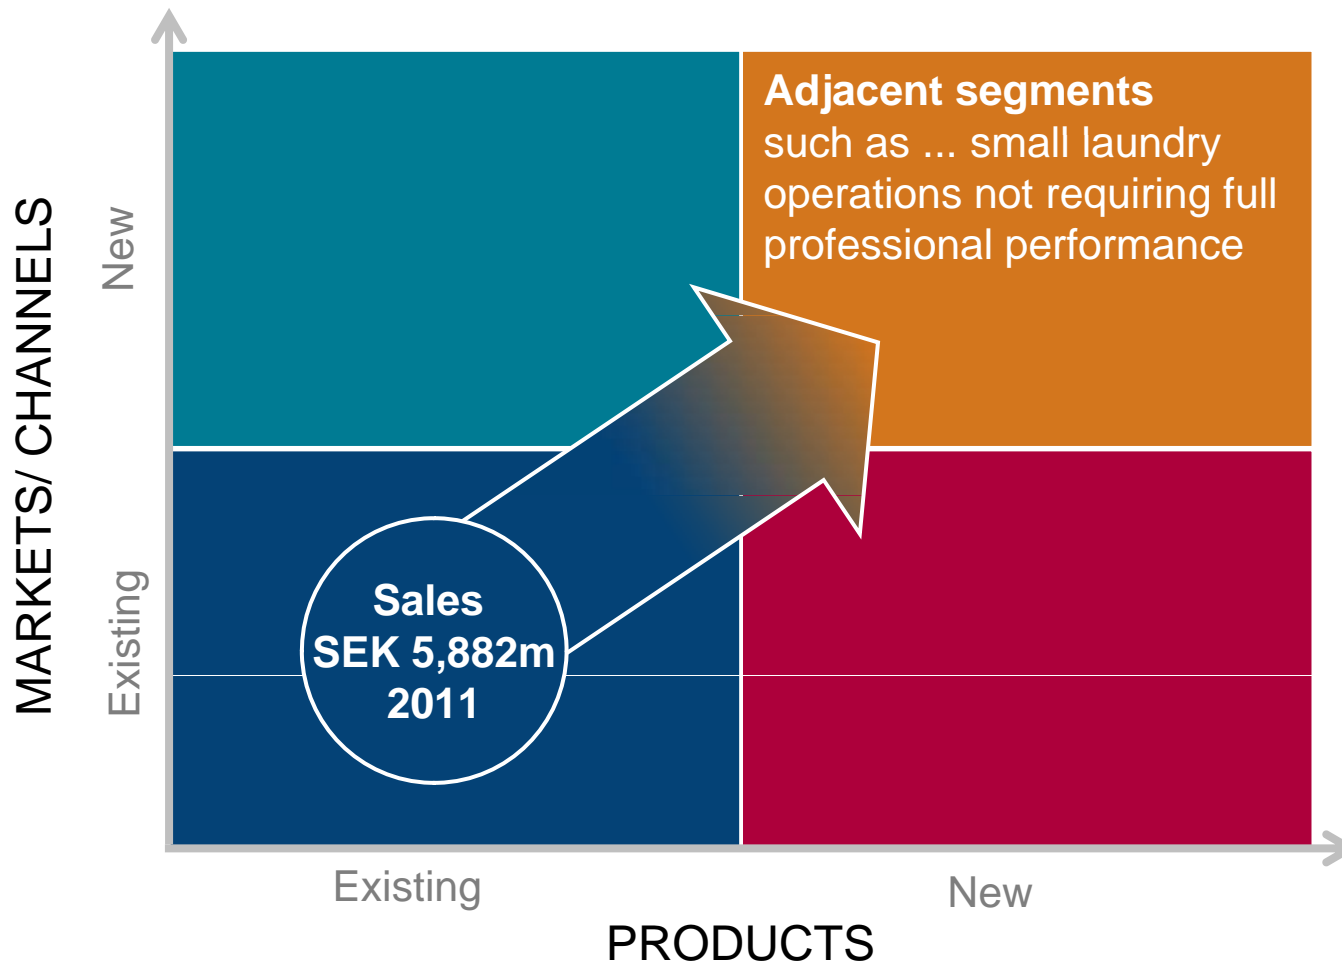 Adjacent segments
such as ... small laundry
operations not requiring full
professional performance
MARKETS/ CHANNELS
New
Existing
Sales
SEK 5,882m
2011
Existing
New
PRODUCTS